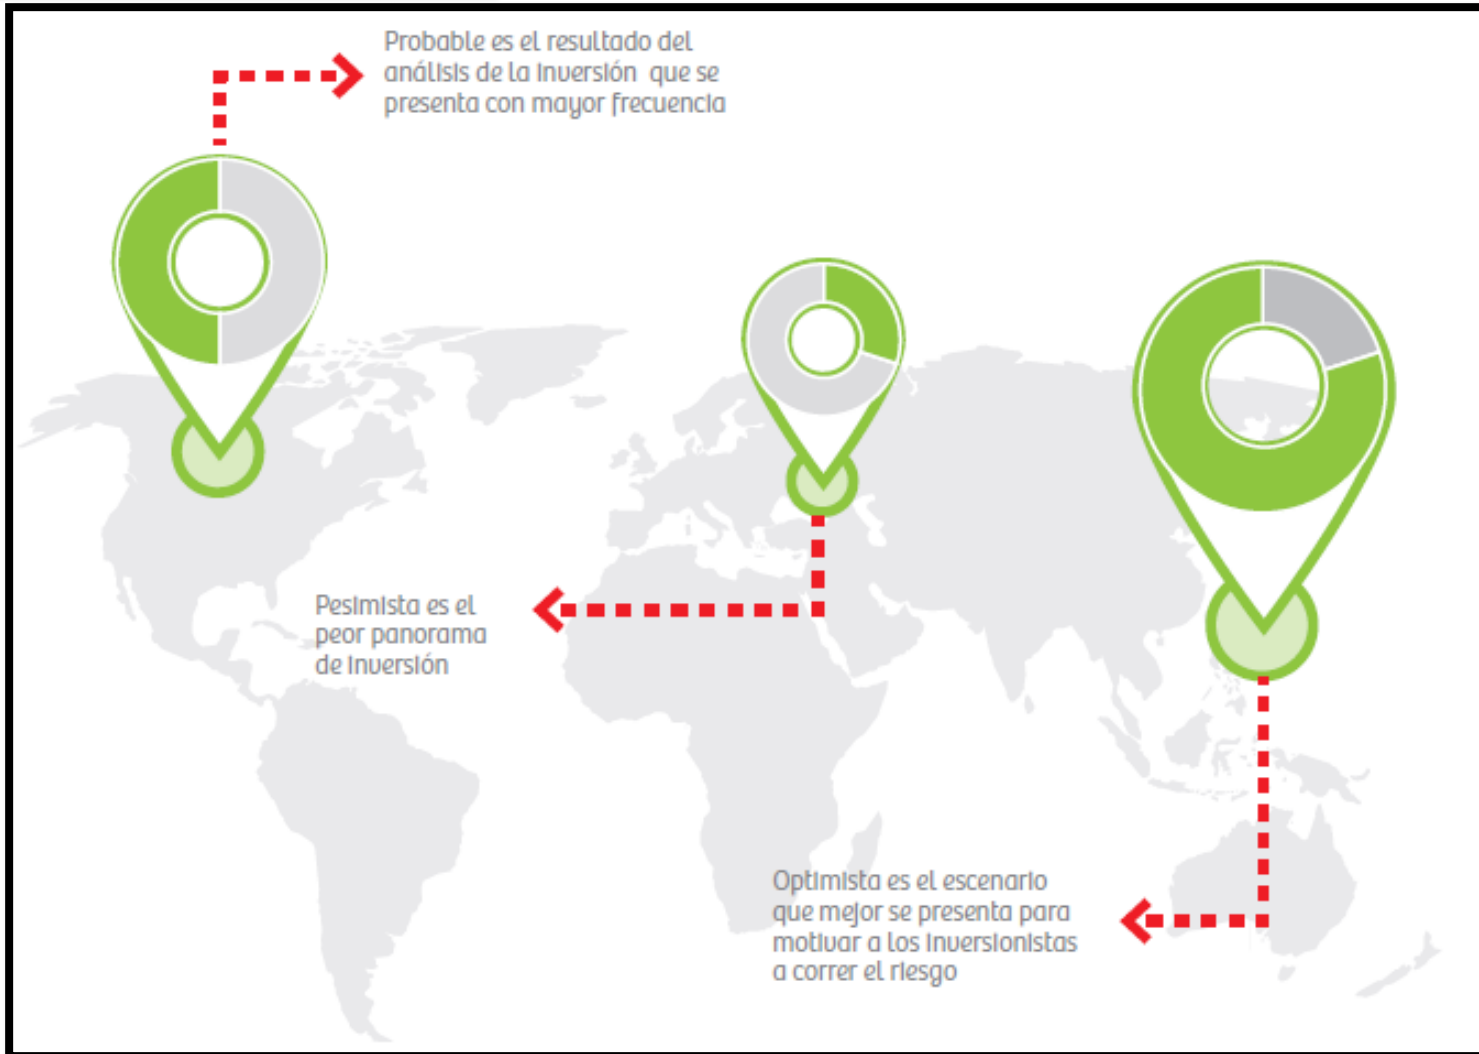 Probable es el resultado del
análisis de la inversión que se
presenta con mayor frecuencia
Pesimista es el
peor panorama
de inversión
Optimista es el escenario
que mejor se presenta para
motivar a los inversionistas
a correr el riesgo